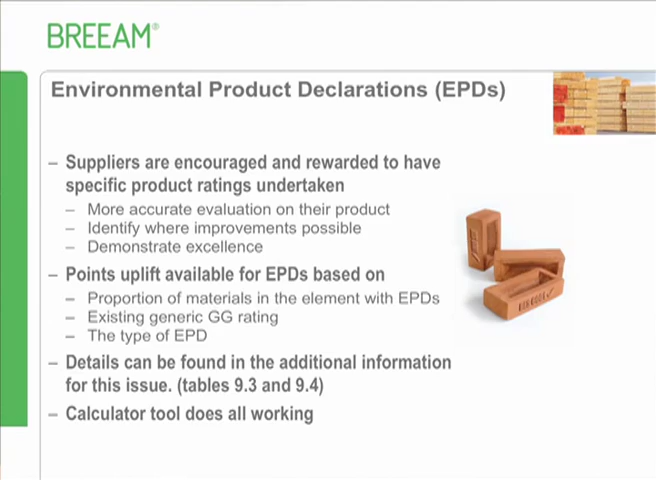 BREEAM®
Environmental Product Declarations (EPDs)
– Suppliers are encouraged and rewarded to have
specific product ratings undertaken
– More accurate evaluation on their product
– Identify where improvements possible
– Demonstrate excellence
– Points uplift available for EPDs based on
– Proportion of materials in the element with EPDs
– Existing generic GG rating
– The type of EPD
– Details can be found in the additional information
for this issue. (tables 9.3 and 9.4)
– Calculator tool does all working